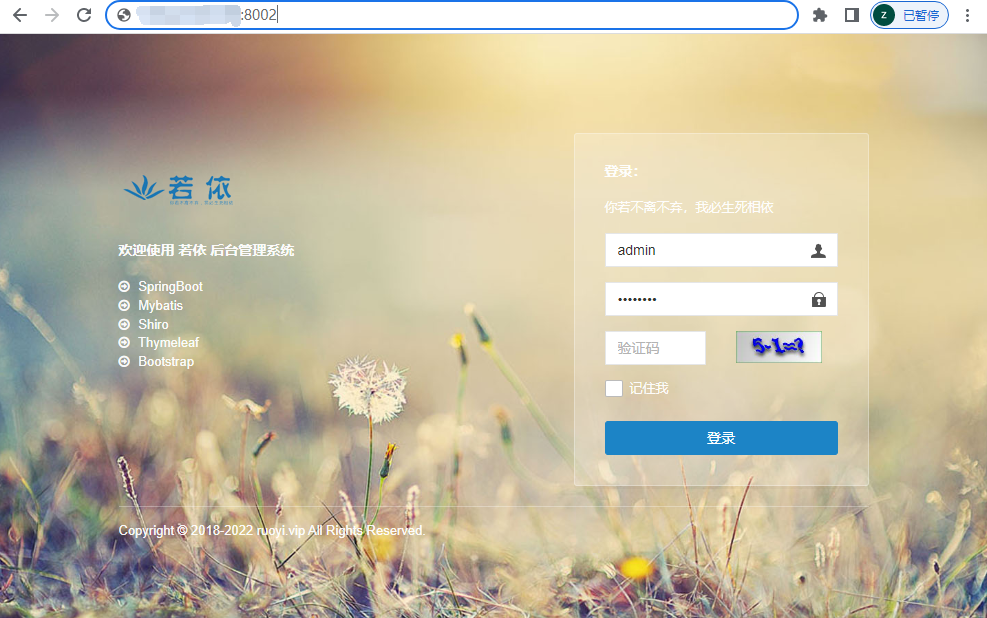 :8002
z 已暂停
若依
欢迎使用 若依 后台管理系统
SpringBoot
Mybatis
Shiro
Thymeleaf
Bootstrap
登录：
你若不离不弃，我必生死相依
admin
••••••••
验证码
5-1=?
记住我
登录
Copyright © 2018-2022 ruoyi.vip All Rights Reserved.